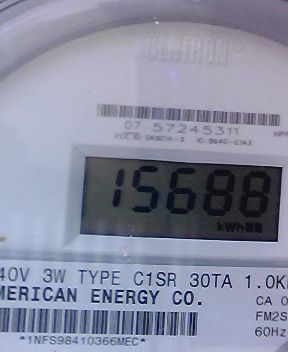 CENTRON®
07 57245311
15688
kWh
40V 3W TYPE C1SR 30TA 1.0K
MERICAN ENERGY CO.
CA 0
FM2S
60Hz
*1NFS98410366MEC*